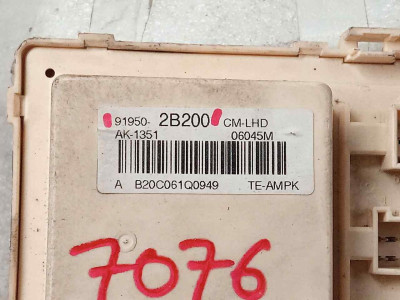 91950- 2B200 CM-LHD
AK-1351 06045M
A B20C061Q0949 TE-AMPK
7076